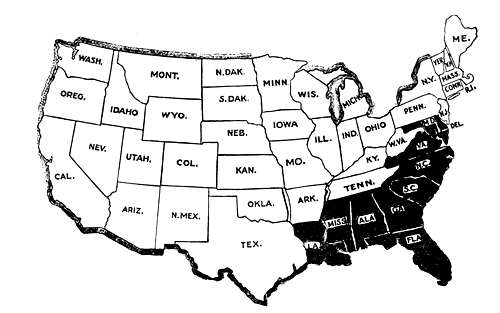 ME.
WASH.
MONT.
N.DAK.
MINN.
VER.
N.H.
N.Y.
MASS.
CONN.
R.I.
OREG.
IDAHO
WYO.
S.DAK.
WIS.
MICH.
PENN.
N.J.
DEL.
MD.
NEB.
IOWA
ILL.
IND.
OHIO
W.VA.
VA.
NEV.
UTAH.
COL.
KAN.
MO.
KY.
N.C.
CAL.
TENN.
S.C.
ARIZ.
N.MEX.
OKLA.
ARK.
MISS.
ALA
GA.
TEX.
LA.
FLA